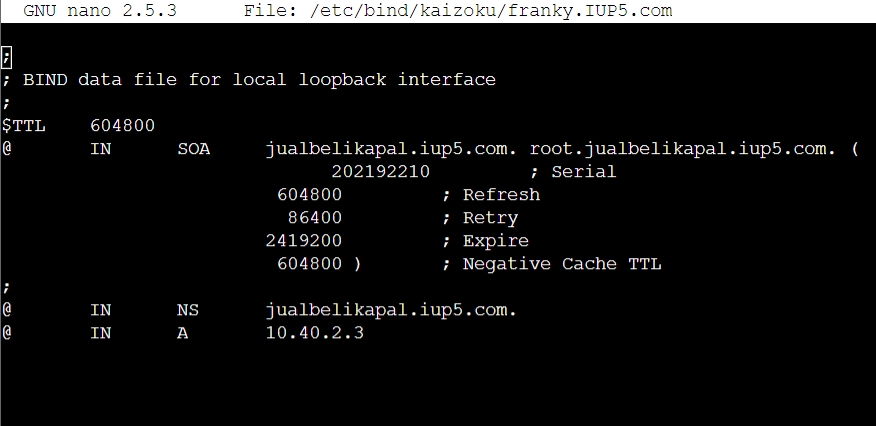 GNU nano 2.5.3 File: /etc/bind/kaizoku/franky.IUP5.com
;
; BIND data file for local loopback interface
;
$TTL 604800
@ IN SOA jualbelikapal.iup5.com. root.jualbelikapal.iup5.com. (
202192210 ; Serial
604800 ; Refresh
86400 ; Retry
2419200 ; Expire
604800 ) ; Negative Cache TTL
;
@ IN NS jualbelikapal.iup5.com.
@ IN A 10.40.2.3